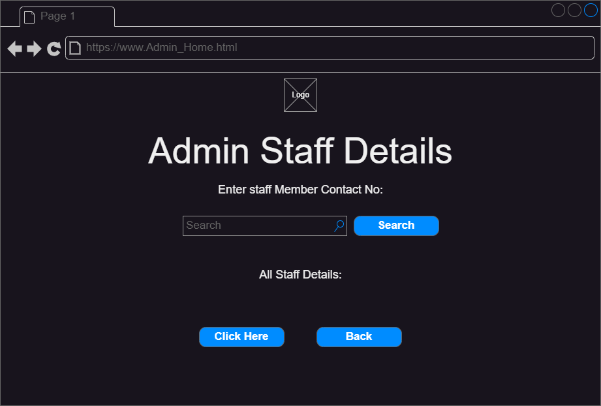 Page 1
https://www.Admin_Home.html
Logo
Admin Staff Details
Enter staff Member Contact No:
Search Search
All Staff Details:
Click Here Back